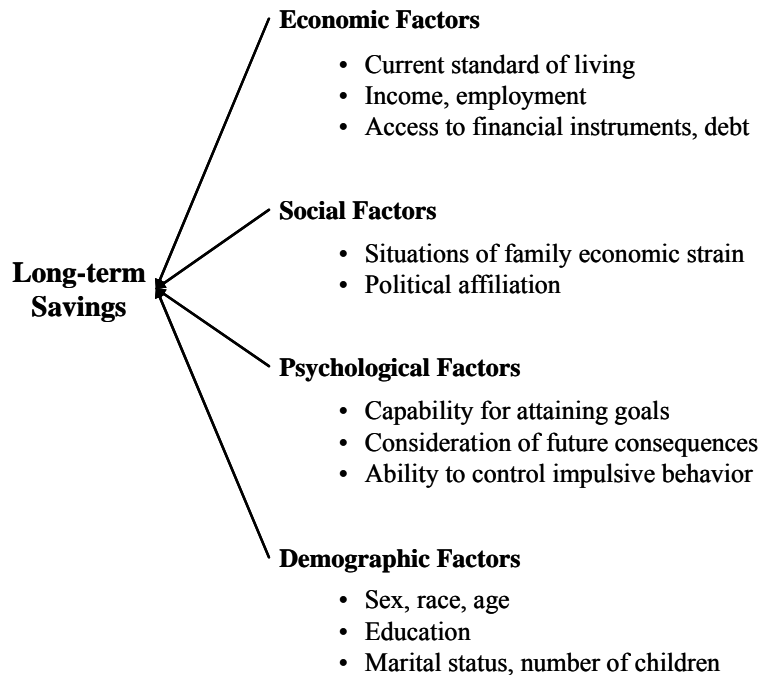 Economic Factors
• Current standard of living
• Income, employment
• Access to financial instruments, debt
Social Factors
• Situations of family economic strain
• Political affiliation
Long-term
Savings
Psychological Factors
• Capability for attaining goals
• Consideration of future consequences
• Ability to control impulsive behavior
Demographic Factors
• Sex, race, age
• Education
• Marital status, number of children